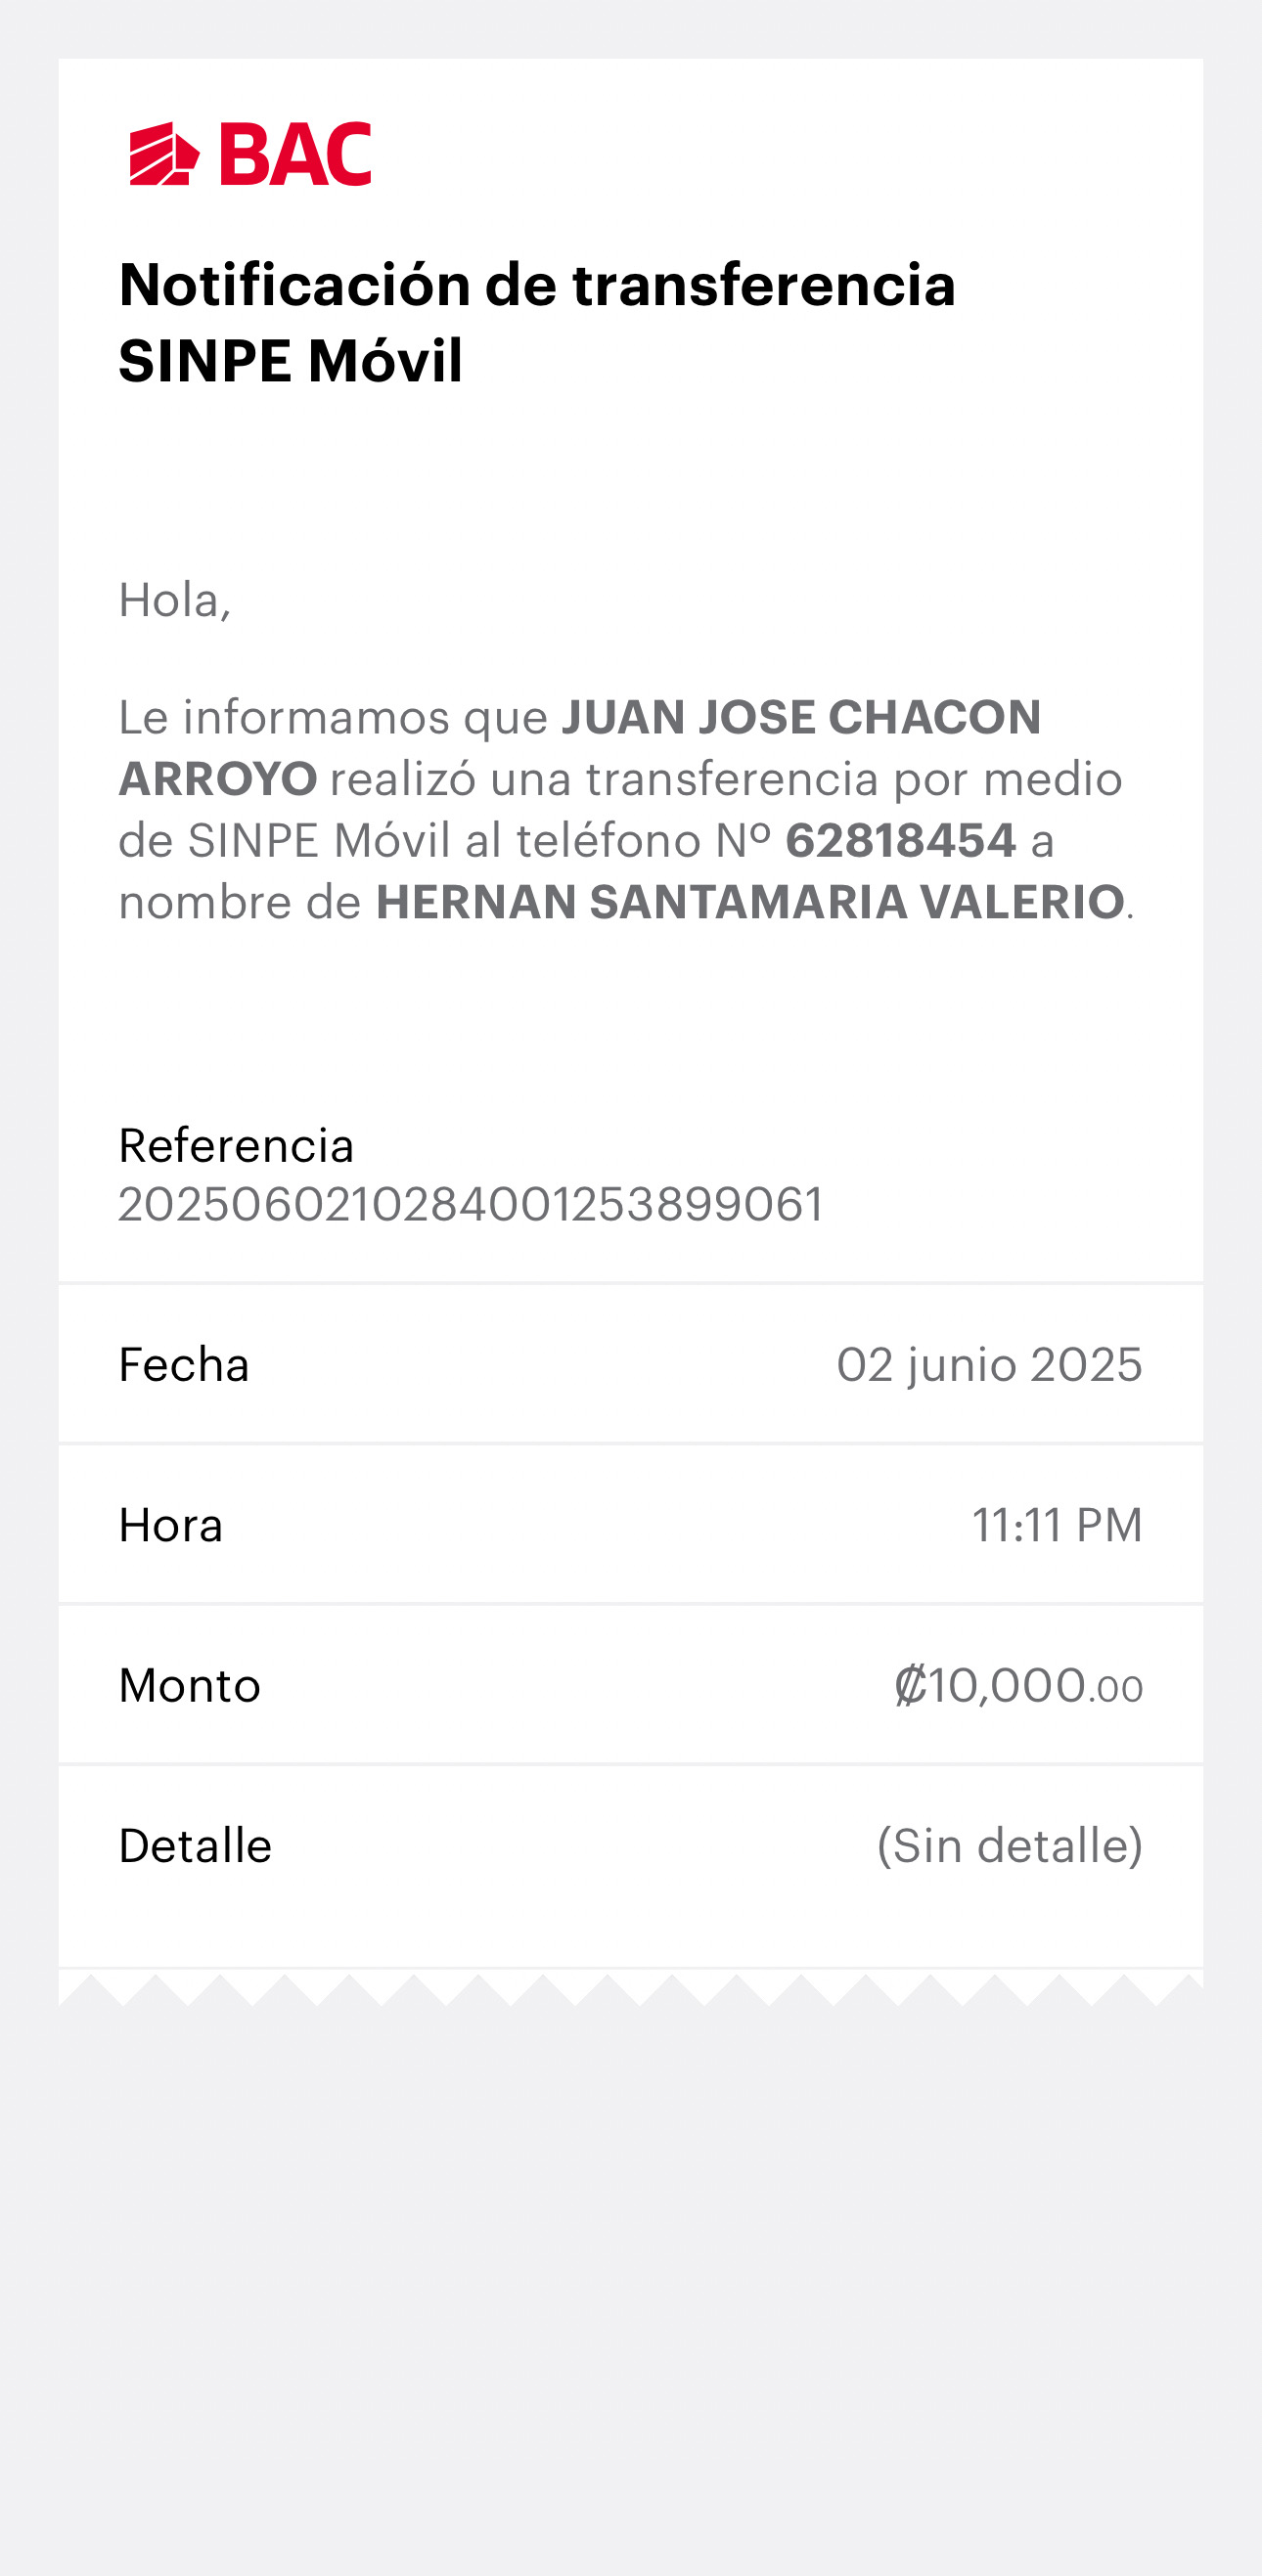 BAC
Notificación de transferencia
SINPE Móvil
Hola,
Le informamos que JUAN JOSE CHACON
ARROYO realizó una transferencia por medio
de SINPE Móvil al teléfono Nº 62818454 a
nombre de HERNAN SANTAMARIA VALERIO.
Referencia
2025060210284001253899061
Fecha 02 junio 2025
Hora 11:11 PM
Monto ₡10,000.00
Detalle (Sin detalle)